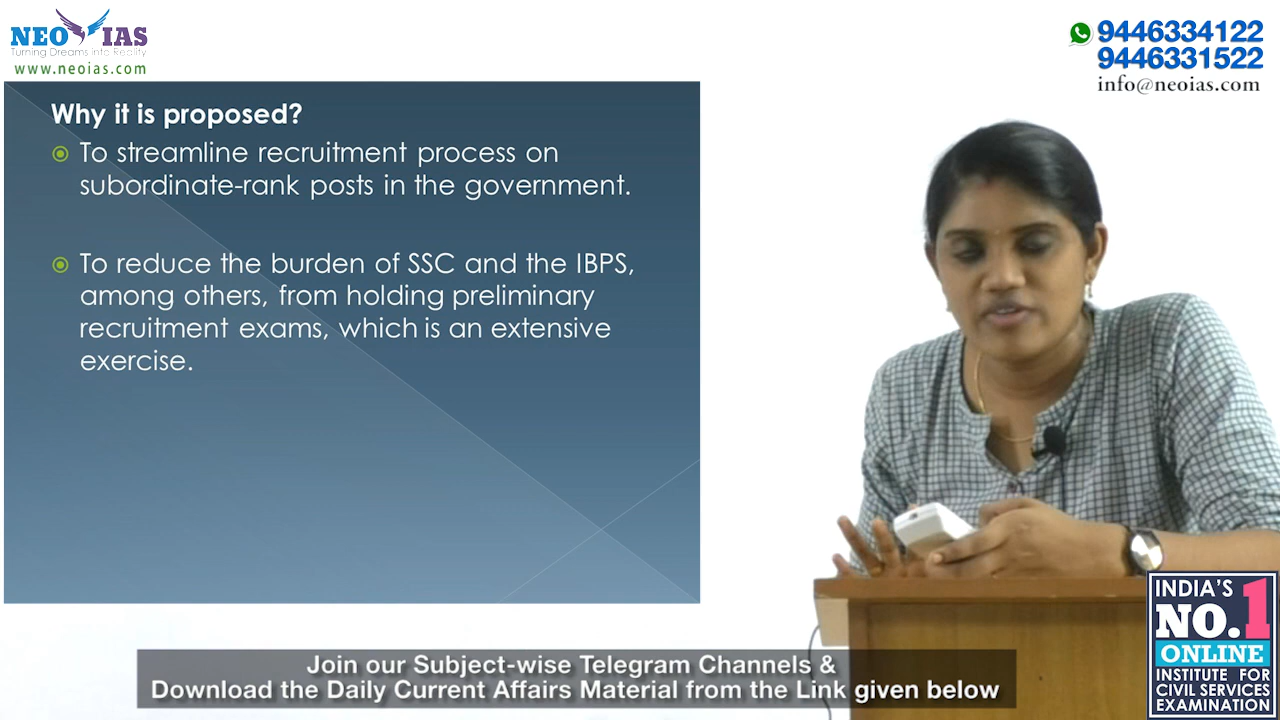 NEO IAS
Turning Dreams into Reality
www.neoias.com
9446334122
9446331522
info@neoias.com
Why it is proposed?
To streamline recruitment process on
subordinate-rank posts in the government.
To reduce the burden of SSC and the IBPS,
among others, from holding preliminary
recruitment exams, which is an extensive
exercise.
Join our Subject-wise Telegram Channels &
Download the Daily Current Affairs Material from the Link given below
INDIA'S
NO.1
ONLINE
INSTITUTE FOR
CIVIL SERVICES
EXAMINATION